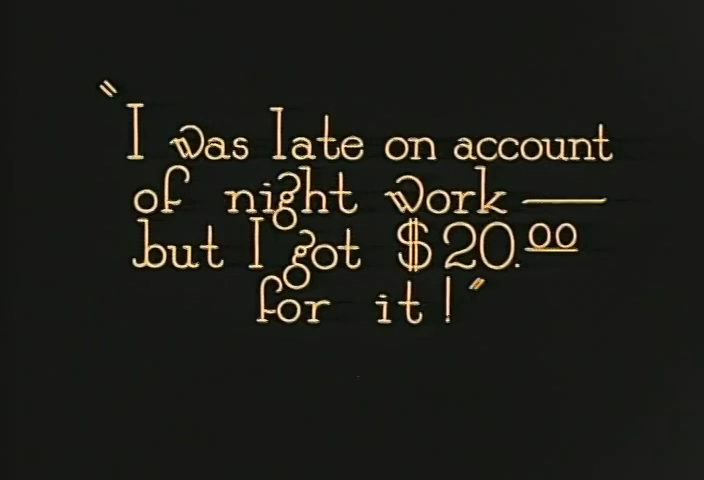 "I was late on account
of night work —
but I got $20.00
for it!"